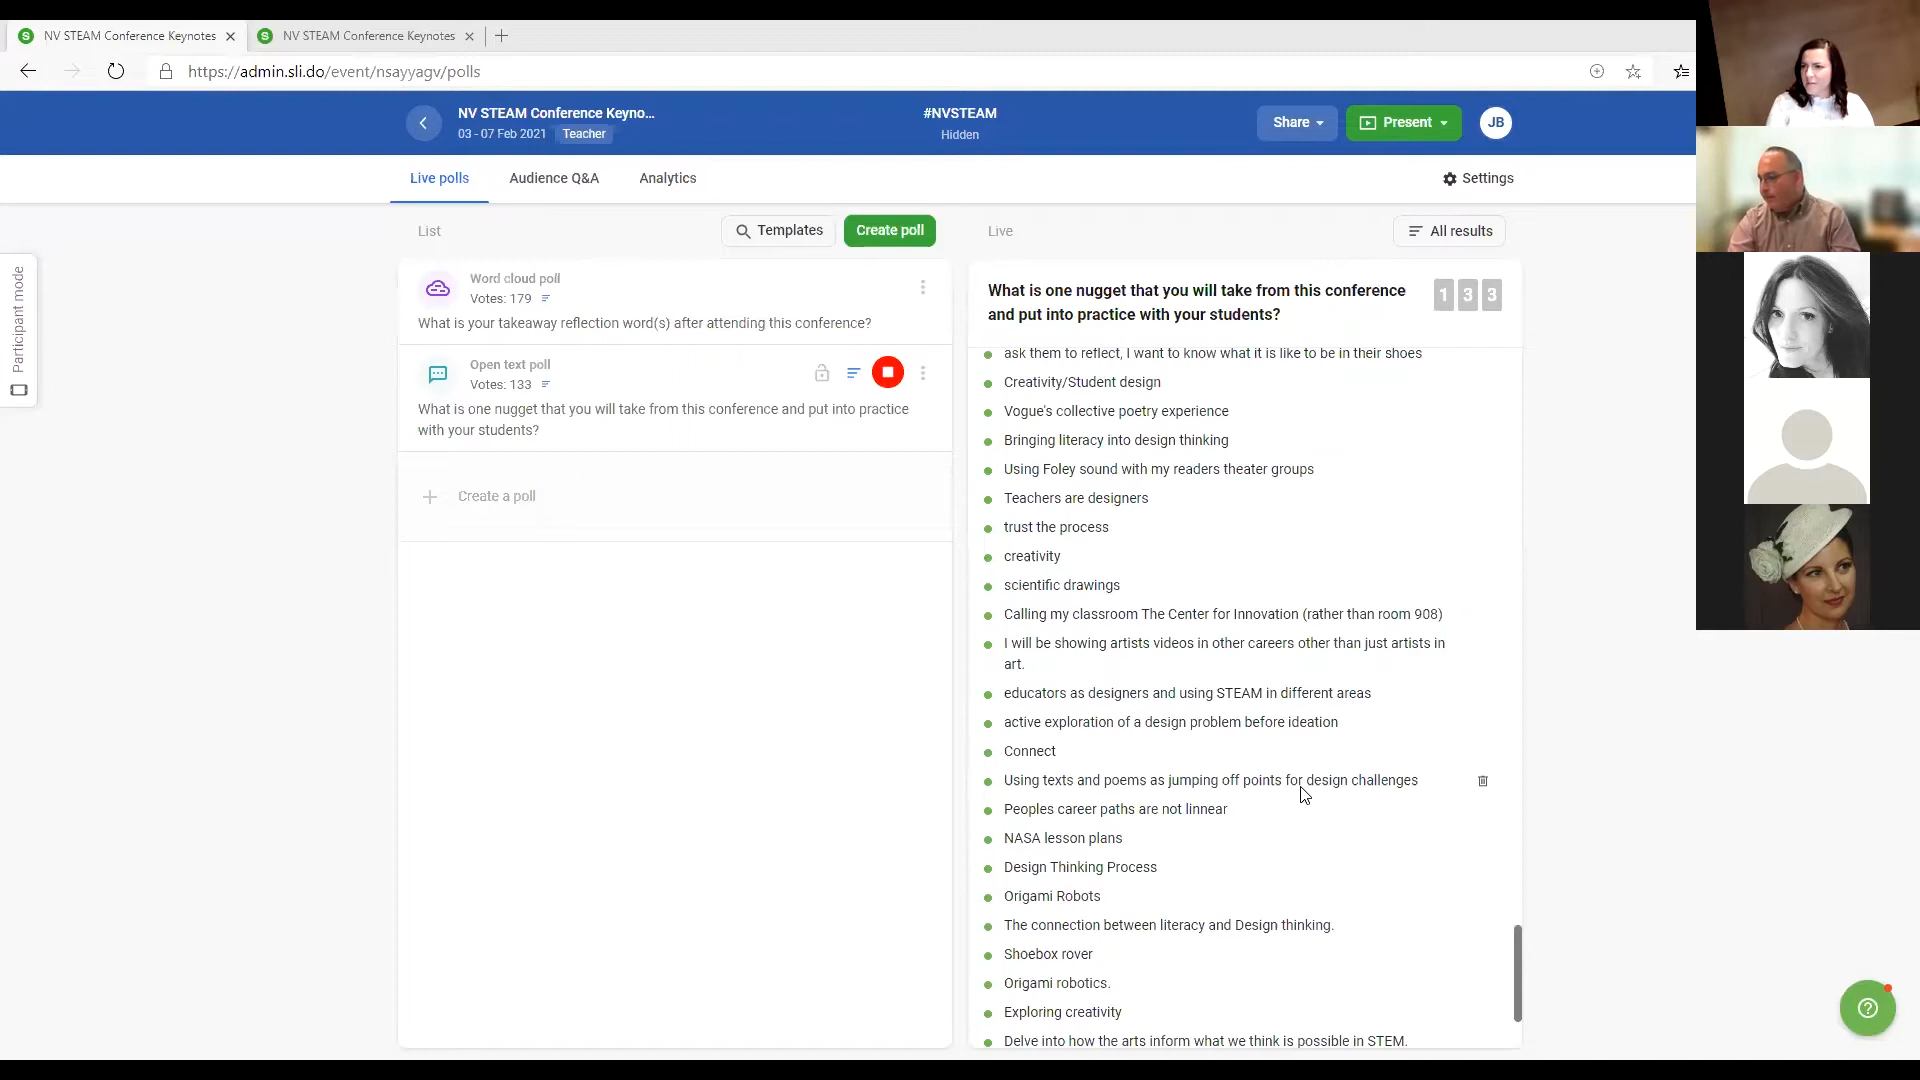 NV STEAM Conference Keynotes
NV STEAM Conference Keynotes
https://admin.sli.do/event/nsayyagv/polls
NV STEAM Conference Keyno...
03 - 07 Feb 2021 Teacher
#NVSTEAM
Hidden
Share
Present
JB
Live polls
Audience Q&A
Analytics
Settings
Participant mode
List
Templates
Create poll
Word cloud poll
Votes: 179
What is your takeaway reflection word(s) after attending this conference?
Open text poll
Votes: 133
What is one nugget that you will take from this conference and put into practice
with your students?
Create a poll
Live
All results
What is one nugget that you will take from this conference
and put into practice with your students?
133
ask them to reflect, I want to know what it is like to be in their shoes
Creativity/Student design
Vogue's collective poetry experience
Bringing literacy into design thinking
Using Foley sound with my readers theater groups
Teachers are designers
trust the process
creativity
scientific drawings
Calling my classroom The Center for Innovation (rather than room 908)
I will be showing artists videos in other careers other than just artists in
art.
educators as designers and using STEAM in different areas
active exploration of a design problem before ideation
Connect
Using texts and poems as jumping off points for design challenges
Peoples career paths are not linnear
NASA lesson plans
Design Thinking Process
Origami Robots
The connection between literacy and Design thinking.
Shoebox rover
Origami robotics.
Exploring creativity
Delve into how the arts inform what we think is possible in STEM.